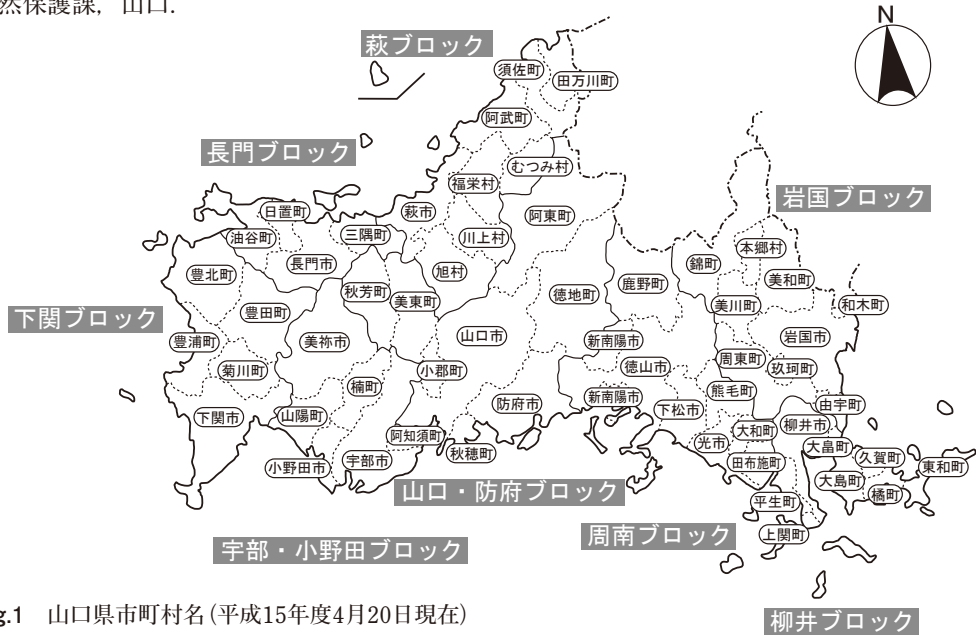 然保護課, 山口.
N
萩ブロック
須佐町
田万川町
阿武町
長門ブロック
むつみ村
福栄村
岩国ブロック
日置町
萩市
阿東町
油谷町
三隅町
川上村
本郷村
豊北町
長門市
旭村
錦町
美和町
秋芳町
美東町
徳地町
鹿野町
美川町
和木町
下関ブロック
豊田町
豊浦町
美祢市
山口市
新南陽市
岩国市
周東町
菊川町
小郡町
徳山市
玖珂町
楠町
熊毛町
下関市
山陽町
防府市
新南陽市
下松市
由宇町
阿知須町
光市
大和町
柳井市
小野田市
宇部市
秋穂町
田布施町
大畠町
久賀町
東和町
山口・防府ブロック
大島町
橘町
平生町
宇部・小野田ブロック
周南ブロック
上関町
g.1 山口県市町村名(平成15年度4月20日現在)
柳井ブロック